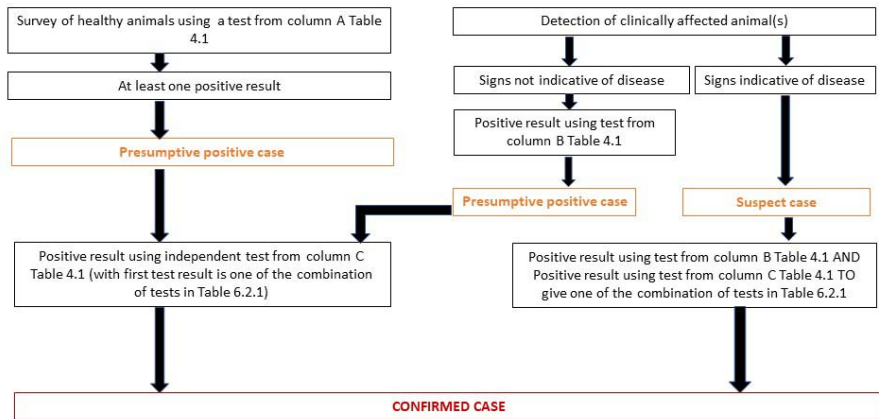 Survey of healthy animals using a test from column A Table
4.1
Detection of clinically affected animal(s)
At least one positive result
Signs not indicative of disease
Signs indicative of disease
Positive result using test from
column B Table 4.1
Presumptive positive case
Presumptive positive case
Suspect case
Positive result using independent test from column C
Table 4.1 (with first test result is one of the combination
of tests in Table 6.2.1)
Positive result using test from column B Table 4.1 AND
Positive result using test from column C Table 4.1 TO
give one of the combination of tests in Table 6.2.1
CONFIRMED CASE